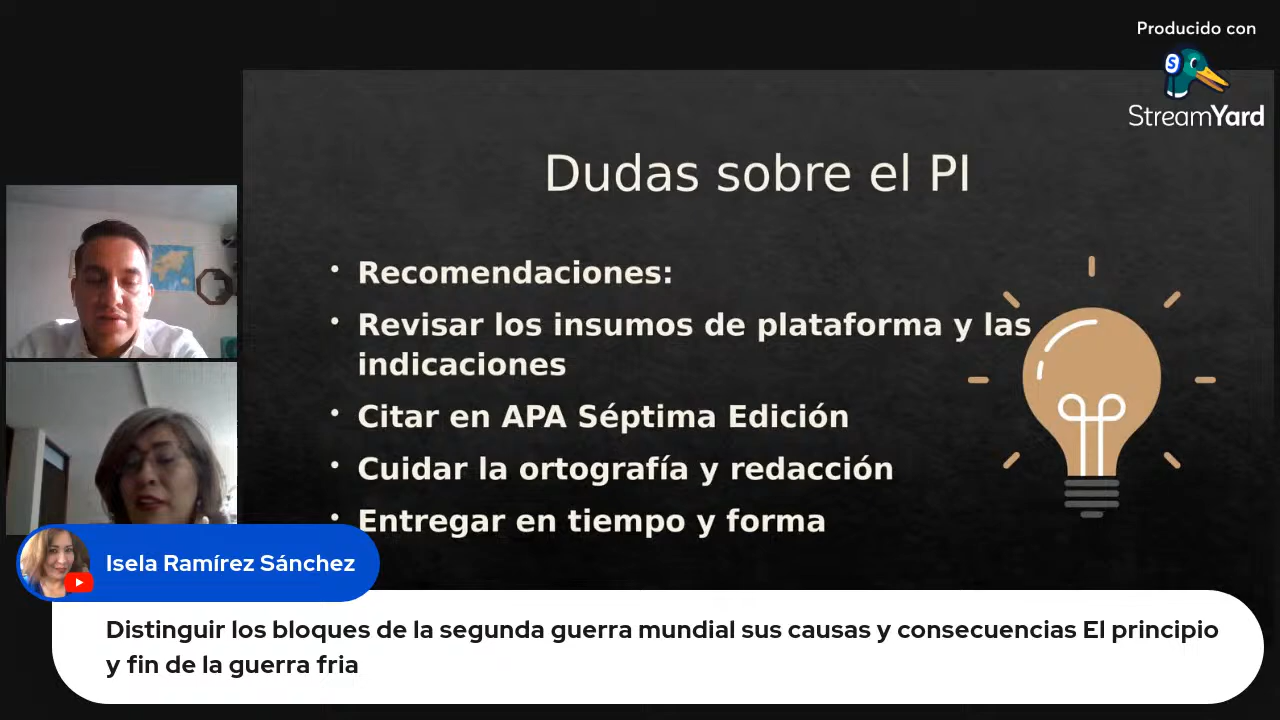 Producido con
StreamYard
Dudas sobre el PI
• Recomendaciones:
• Revisar los insumos de plataforma y las
indicaciones
• Citar en APA Séptima Edición
• Cuidar la ortografía y redacción
• Entregar en tiempo y forma
Isela Ramírez Sánchez
Distinguir los bloques de la segunda guerra mundial sus causas y consecuencias El principio
y fin de la guerra fria